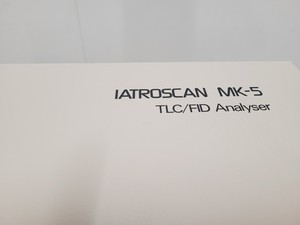 IATROSCAN MK-5
TLC/FID Analyser